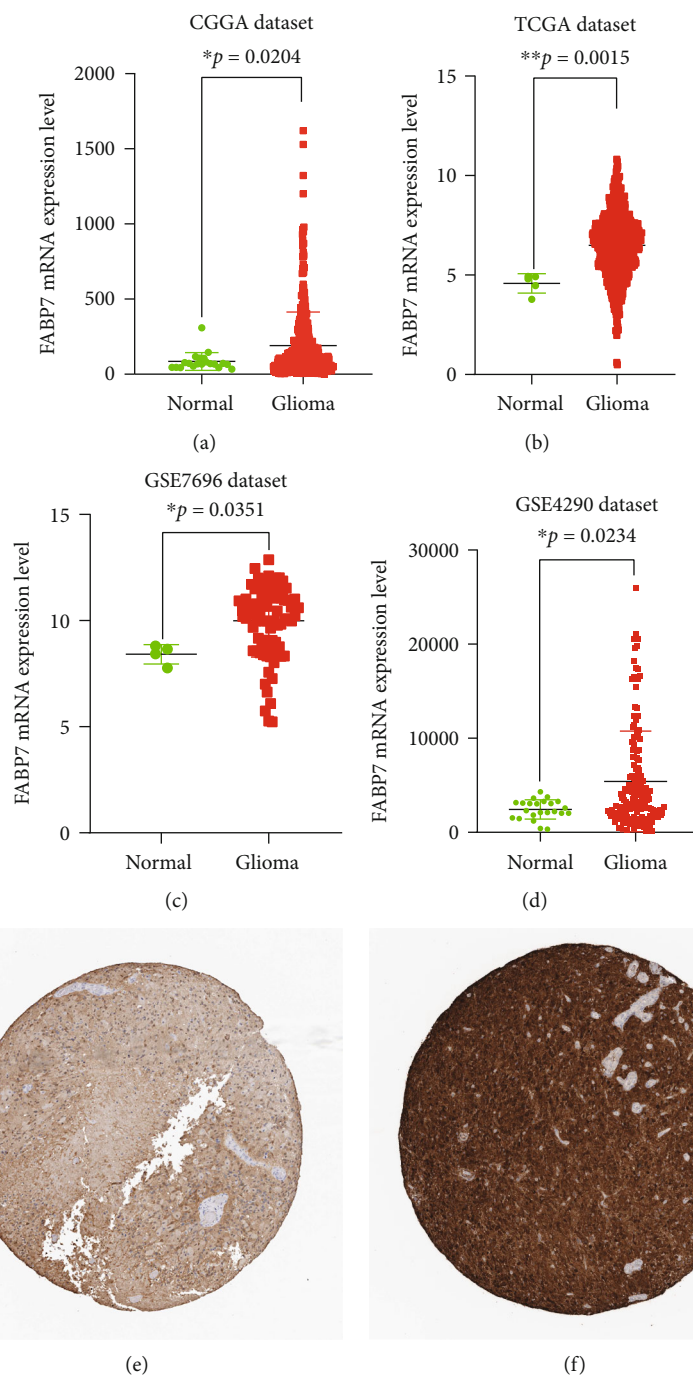 CGGA dataset
*p = 0.0204
FABP7 mRNA expression level
2000
1500
1000
500
0
Normal
Glioma
(a)
TCGA dataset
**p = 0.0015
FABP7 mRNA expression level
15
10
5
0
Normal
Glioma
(b)
GSE7696 dataset
*p = 0.0351
FABP7 mRNA expression level
15
10
5
0
Normal
Glioma
(c)
GSE4290 dataset
*p = 0.0234
FABP7 mRNA expression level
30000
20000
10000
0
Normal
Glioma
(d)
(e)
(f)